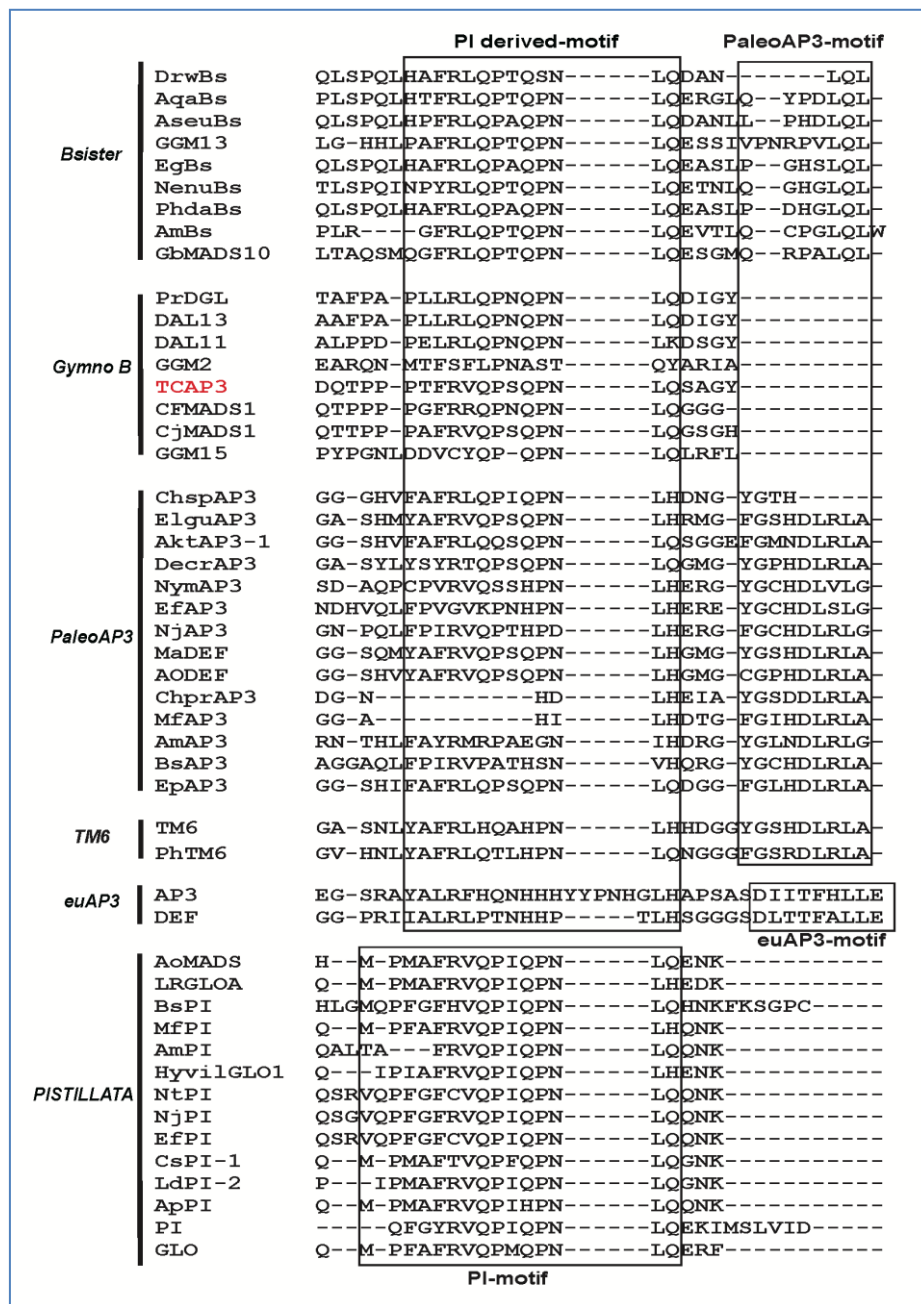 PI derived-motif PaleoAP3-motif
Bsister
DrwBs QLSPQLHAFRLQPTQSN------LQDAN-------LQL
AqaBs PLSPQLHTFRLQPTQPN------LQERGLQ--YPDLQL-
AseuBs QLSPQLHPFRLQPAQPN------LQDANLL--PHDLQL-
GGM13 LG-HHLPAFRLQPTQPN------LQESSIVPNRPVLQL-
EgBs QLSPQLHAFRLQPAQPN------LQEASLP--GHSLQL-
NenuBs TLSPQINPYRLQPTQPN------LQETNLQ--GHGLQL-
PhdaBs QLSPQLHAFRLQPAQPN------LQEASLP--DHGLQL-
AmBs PLR----GFRLQPTQPN------LQEVTLQ--CPGLQLW
GbMADS10 LTAQSMQGFRLQPTQPN------LQESGMQ--RPALQL-
Gymno B
PrDGL TAFPA-PLLRLQPNQPN------LQDIGY----------
DAL13 AAFPA-PLLRLQPNQPN------LQDIGY----------
DAL11 ALPPD-PELRLQPNQPN------LKDSGY----------
GGM2 EARQN-MTFSFLPNAST------QYARIA----------
TCAP3 DQTPP-PTFRVQPSQPN------LQSAGY----------
CFMADS1 QTPPP-PGFRRQPNQPN------LQGGG-----------
CjMADS1 QTTPP-PAFRVQPSQPN------LQGSGH----------
GGM15 PYPGNLDDVCYQP-QPN------LQLRFL----------
PaleoAP3
ChspAP3 GG-GHVFAFRLQPIQPN------LHDNG-YGTH------
ElguAP3 GA-SHMYAFRVQPSQPN------LHRMG-FGSHDLRLA-
AktAP3-1 GG-SHVFAFRLQQSQPN------LQSGGEFGMNDLRLA-
DecrAP3 GA-SYLYSYRTQPSQPN------LQGMG-YGPHDLRLA-
NymAP3 SD-AQPCPVRVQSSHPN------LHERG-YGCHDLVLG-
EfAP3 NDHVQLFPVGVKPNHPN------LHERE-YGCHDLSLG-
NjAP3 GN-PQLFPIRVQPTHPD------LHERG-FGCHDLRLG-
MaDEF GG-SQMYAFRVQPSQPN------LHGMG-YGSHDLRLA-
AODEF GG-SHVYAFRVQPSQPN------LHGMG-CGPHDLRLA-
ChprAP3 DG-N-----------HD------LHEIA-YGSDDLRLA-
MfAP3 GG-A-----------HI------LHDTG-FGIHDLRLA-
AmAP3 RN-THLFAYRMRPAEGN------IHDRG-YGLNDLRLG-
BsAP3 AGGAQLFPIRVPATHSN------VHQRG-YGCHDLRLA-
EpAP3 GG-SHIFAFRLQPSQPN------LQDGG-FGLHDLRLA-
TM6
TM6 GA-SNLYAFRLHQAHPN------LHHDGGYGSHDLRLA-
PhTM6 GV-HNLYAFRLQTLHPN------LQNGGGFGSRDLRLA-
euAP3
AP3 EG-SRAYALRFHQNHHHYYPNHGLHAPSASDIITFHLLE
DEF GG-PRIIALRLPTNHHP-----TLHSGGGSDLTTFALLE
euAP3-motif
PISTILLATA
AoMADS H--M-PMAFRVQPIQPN------LQENK-----------
LRGLOA Q--M-PMAFRVQPIQPN------LHEDK-----------
BsPI HLGMQPFGFHVQPIQPN------LQHNKFKSGPC-----
MfPI Q--M-PFAFRVQPIQPN------LHQNK-----------
AmPI QALTA---FRVQPIQPN------LQQNK-----------
HyvilGLO1 Q---IPIAFRVQPIQPN------LHENK-----------
NtPI QSRVQPFGFCVQPIQPN------LQQNK-----------
NjPI QSGVQPFGFRVQPIQPN------LQQNK-----------
EfPI QSRVQPFGFCVQPIQPN------LQQNK-----------
CsPI-1 Q--M-PMAFTVQPFQPN------LQGNK-----------
LdPI-2 P---IPMAFRVQPIQPN------LQGNK-----------
ApPI Q--M-PMAFRVQPIHPN------LQQNK-----------
PI -----QFGYRVQPIQPN------LQEKIMSLVID-----
GLO Q--M-PFAFRVQPMQPN------LQERF-----------
PI-motif